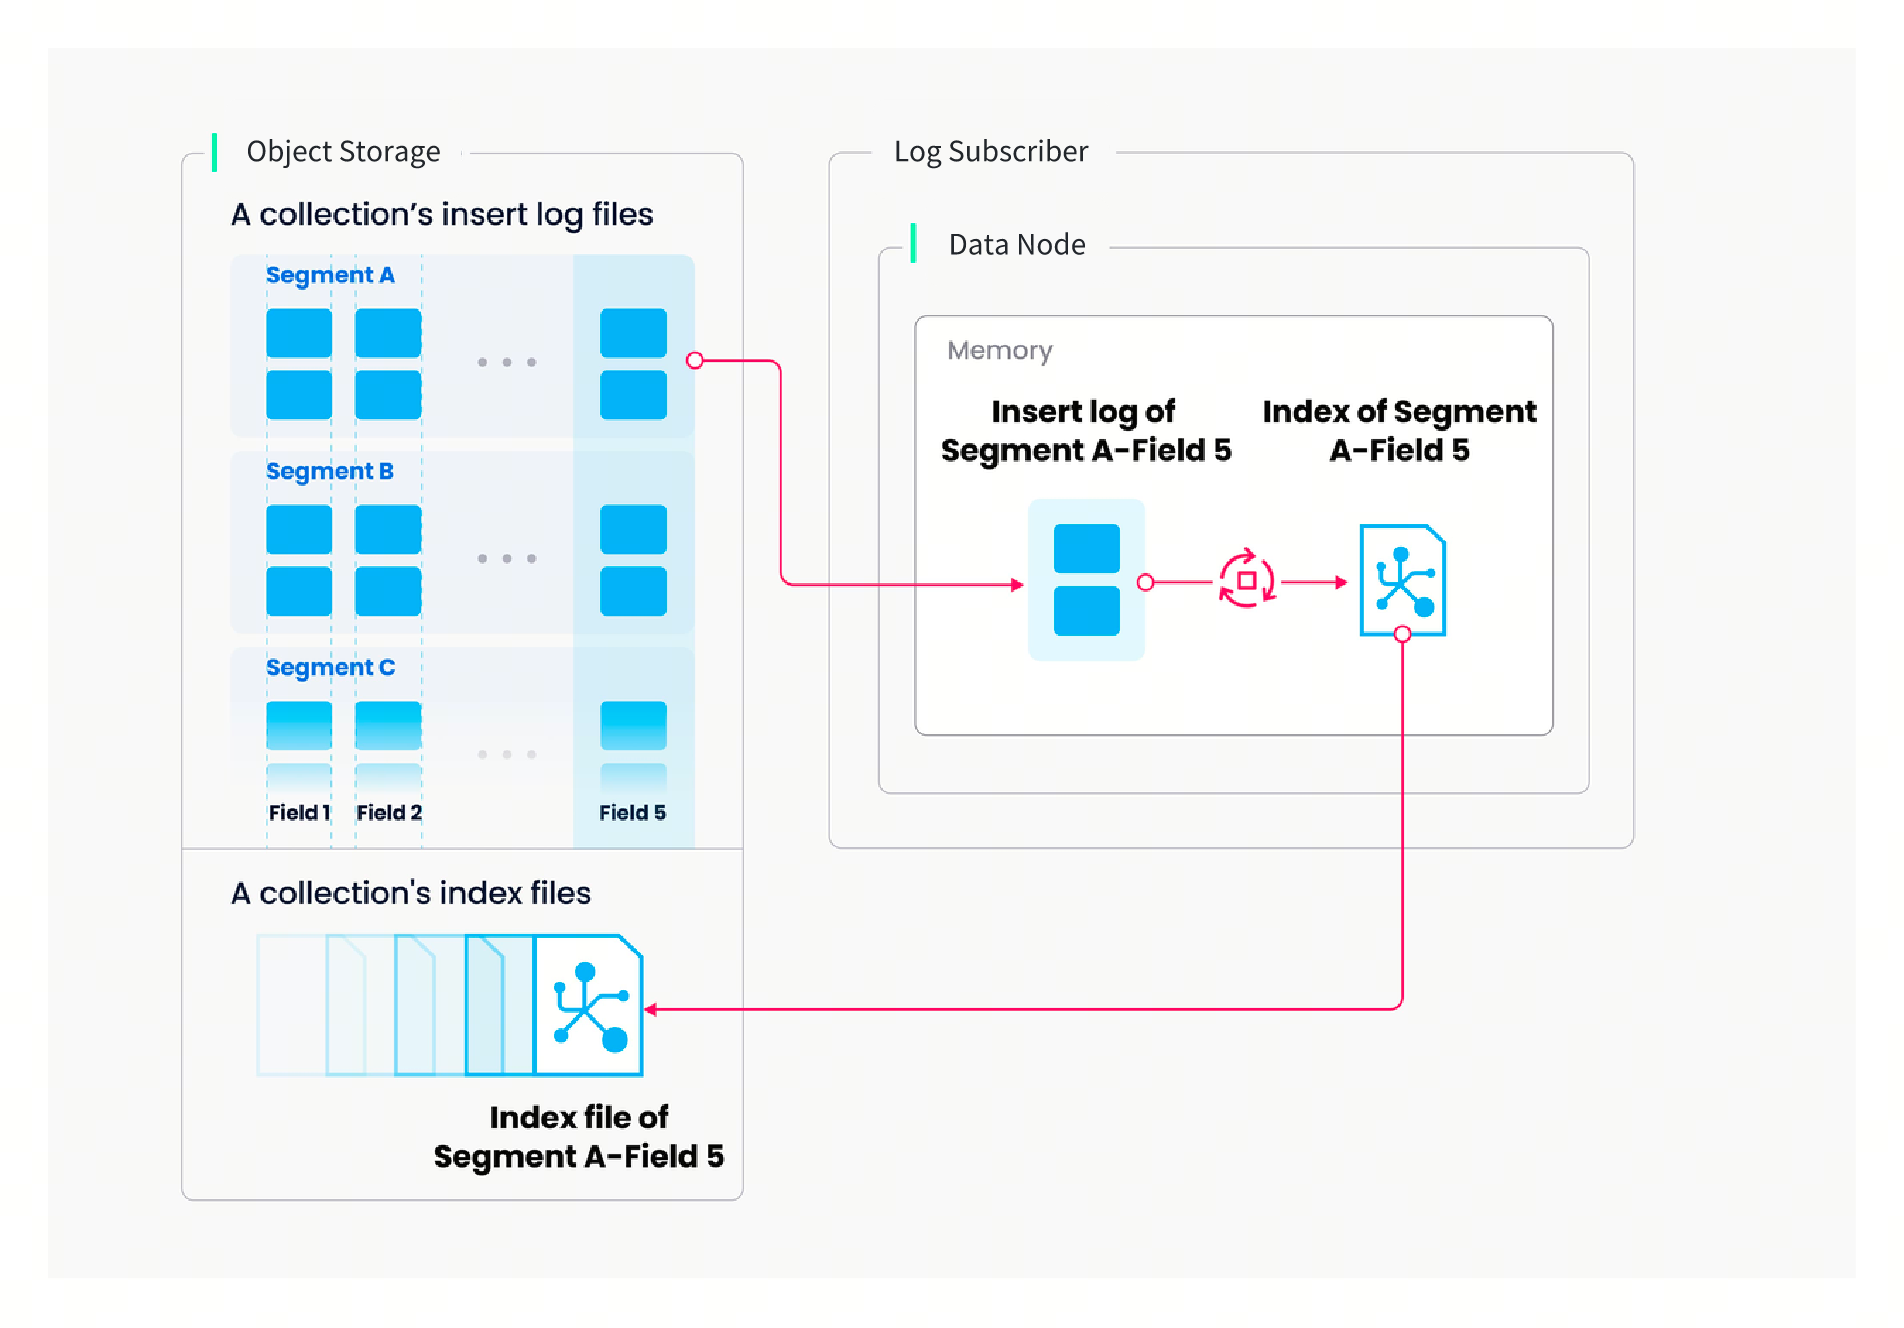 Object Storage
A collection’s insert log files
Segment A
Segment B
Segment C
Field 1
Field 2
Field 5
A collection's index files
Index file of
Segment A-Field 5
Log Subscriber
Data Node
Memory
Insert log of
Segment A-Field 5
Index of Segment
A-Field 5